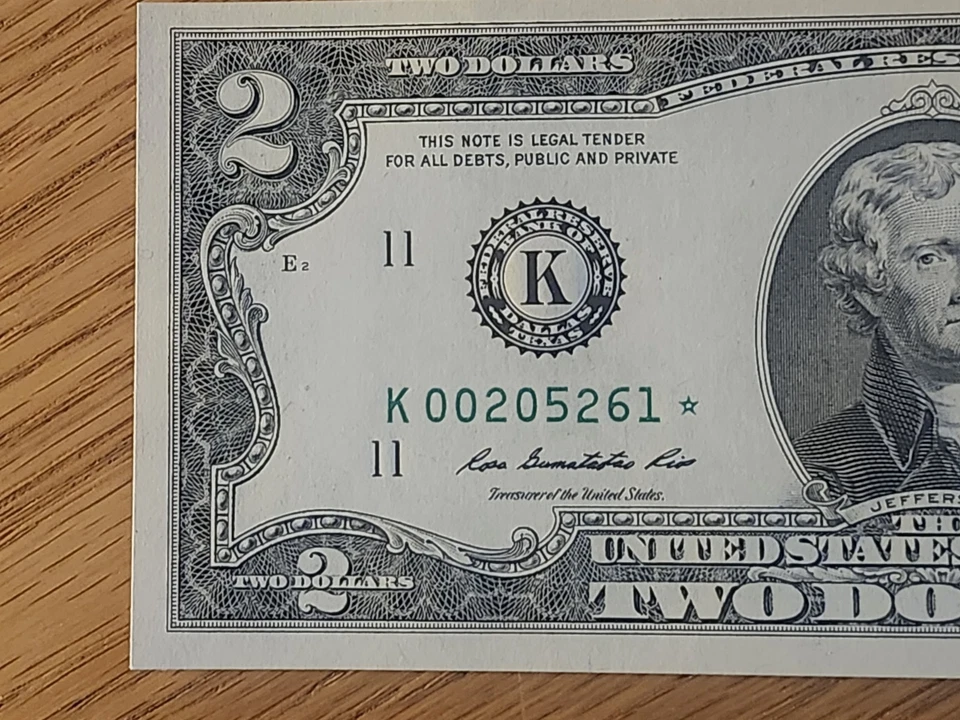 TWO DOLLARS
FEDERAL RES
2
THIS NOTE IS LEGAL TENDER
FOR ALL DEBTS, PUBLIC AND PRIVATE
E2
11
FEDERAL RESERVE
BANK OF
K
DALLAS
TEXAS
K 00205261 ☆
11
Rosa Gumataotao Rios
Treasurer of the United States.
JEFFERS
THE
UNITED STATES
TWO DOLLARS
2
TWO DO